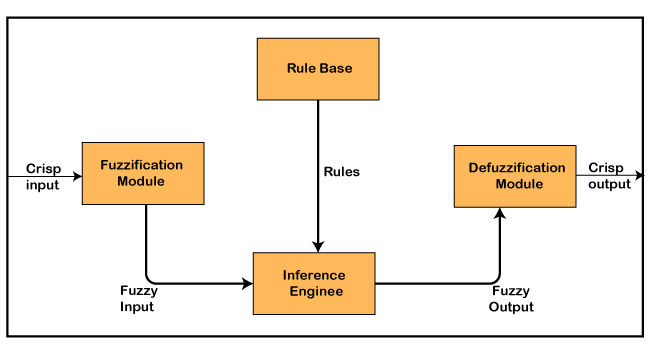 Rule Base
Crisp
input
Fuzzification
Module
Rules
Defuzzification
Module
Crisp
output
Fuzzy
Input
Inference
Enginee
Fuzzy
Output